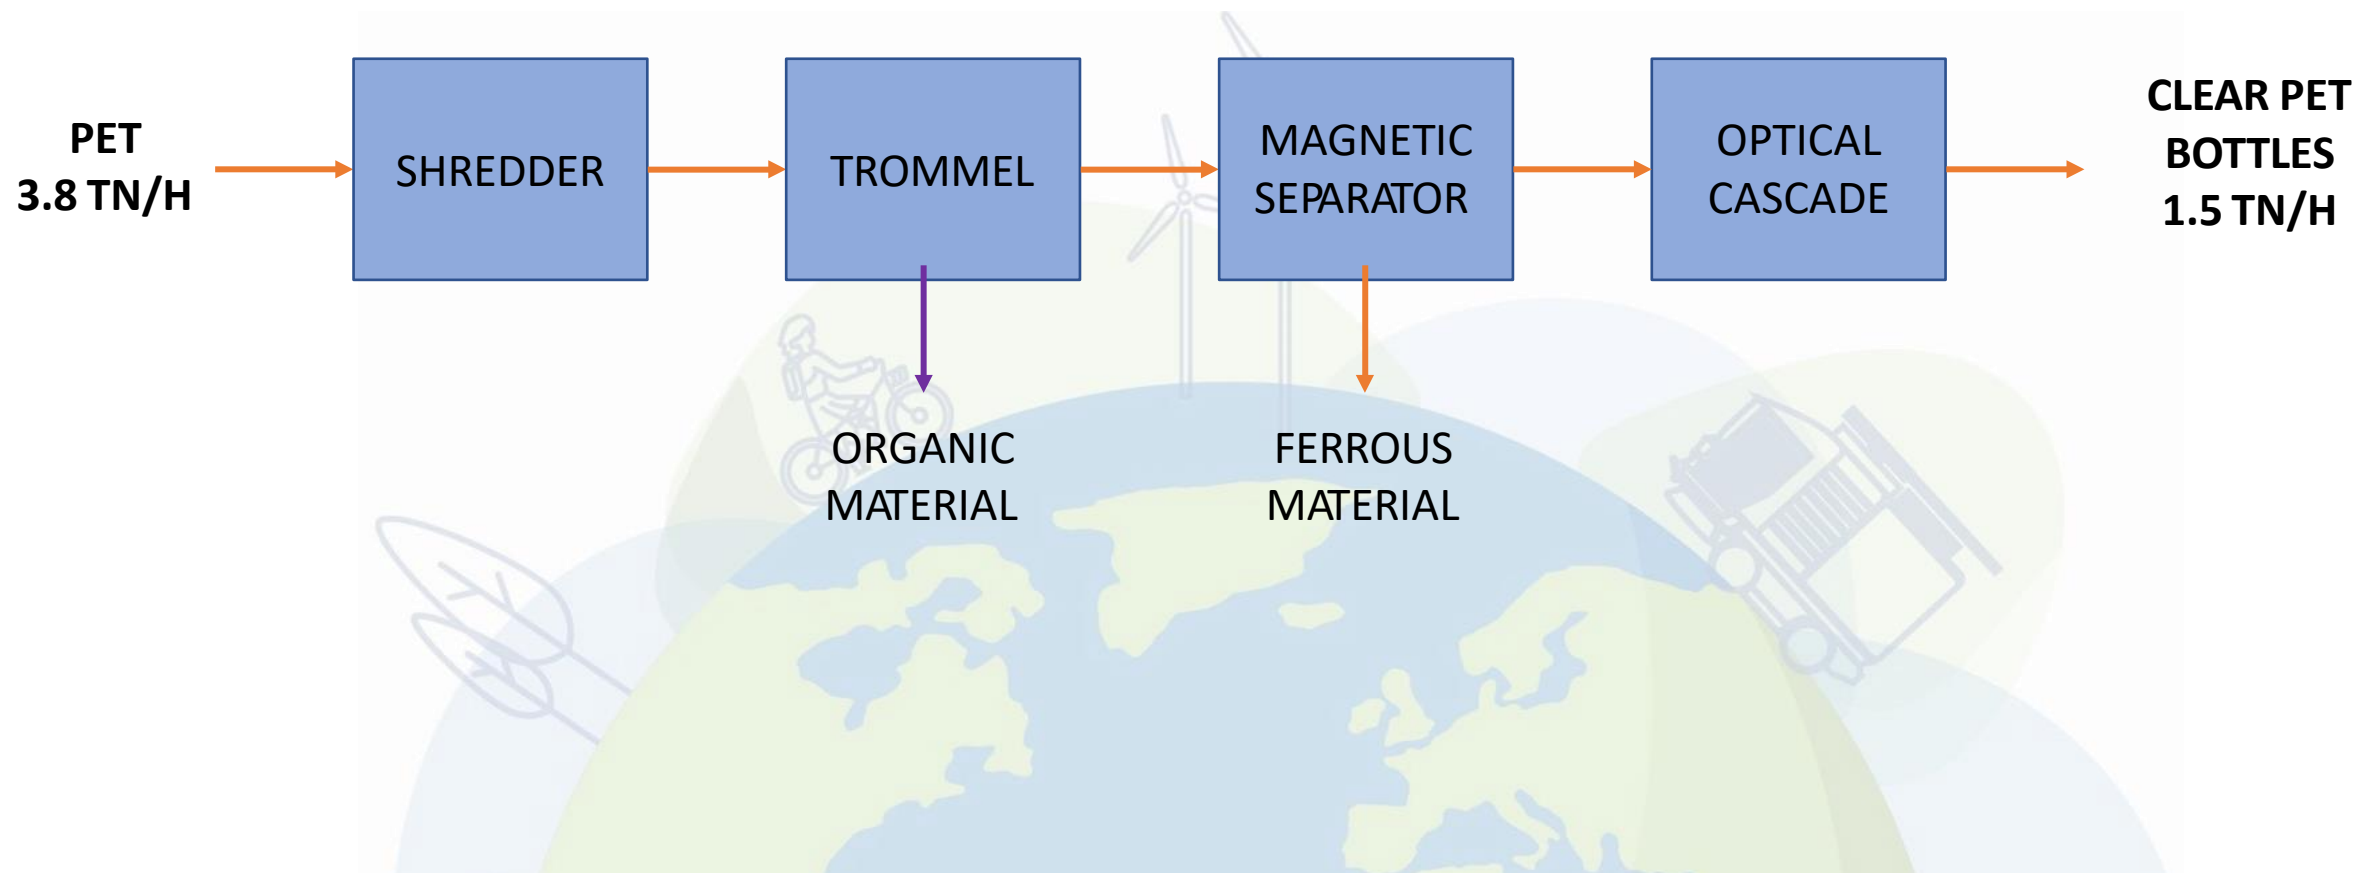 PET
3.8 TN/H
SHREDDER
TROMMEL
MAGNETIC
SEPARATOR
OPTICAL
CASCADE
CLEAR PET
BOTTLES
1.5 TN/H
ORGANIC
MATERIAL
FERROUS
MATERIAL